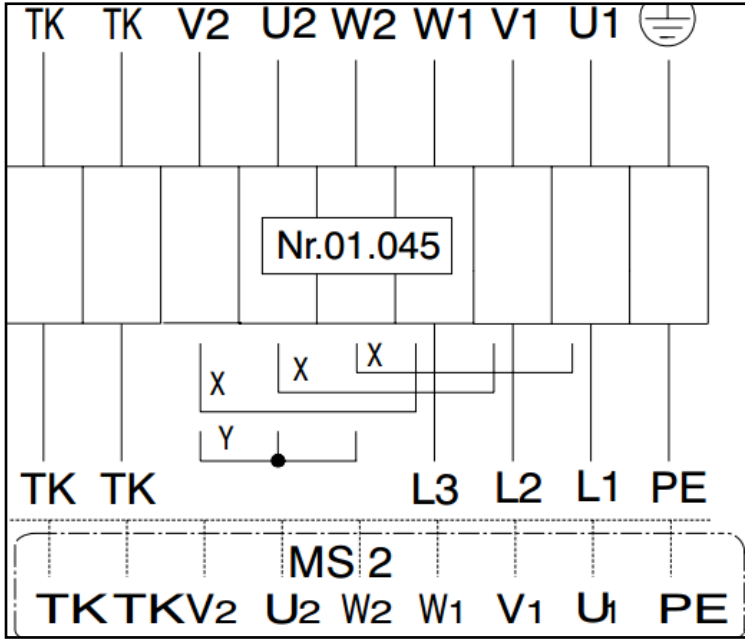 TK TK V2 U2 W2 W1 V1 U1
Nr.01.045
X X X
Y
TK TK L3 L2 L1 PE
MS 2
TK TK V2 U2 W2 W1 V1 U1 PE